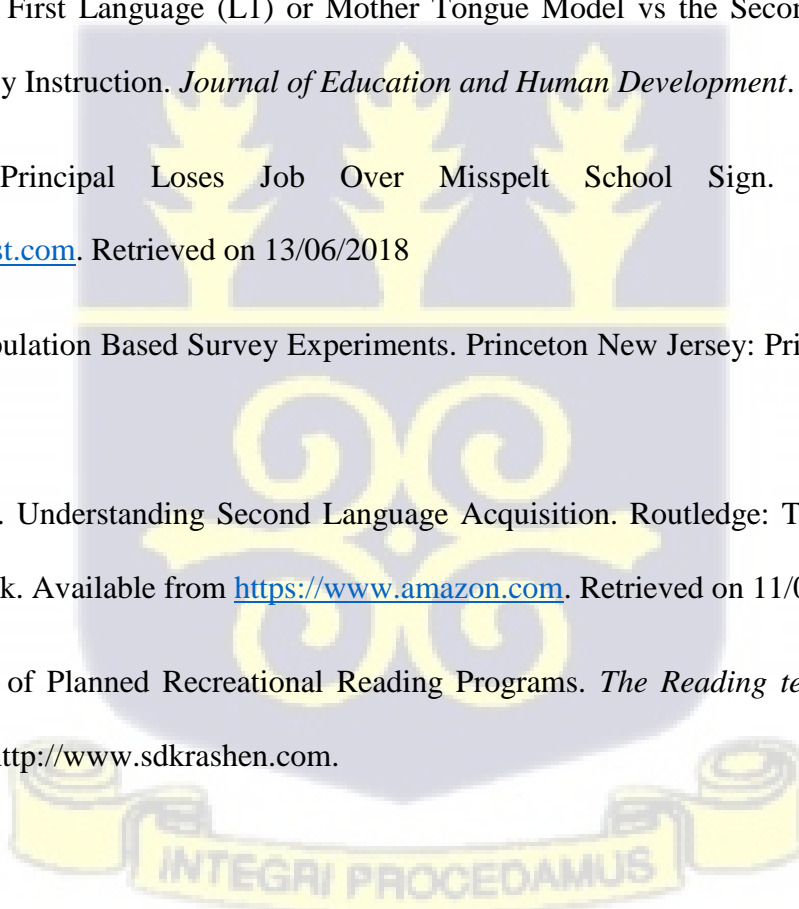 First Language (L1) or Mother Tongue Model vs the Secon
y Instruction. Journal of Education and Human Development.
Principal Loses Job Over Misspelt School Sign.
st.com. Retrieved on 13/06/2018
pulation Based Survey Experiments. Princeton New Jersey: Pri
. Understanding Second Language Acquisition. Routledge: T
k. Available from https://www.amazon.com. Retrieved on 11/0
of Planned Recreational Reading Programs. The Reading te
ttp://www.sdkrashen.com.
INTEGRI PROCEDAMUS